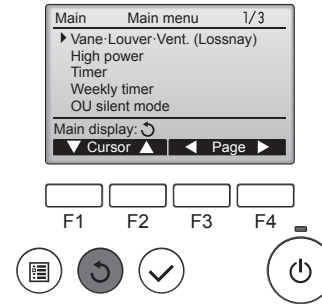 Main Main menu 1/3
Vane·Louver·Vent. (Lossnay)
High power
Timer
Weekly timer
OU silent mode
Main display:
Cursor Page
F1 F2 F3 F4